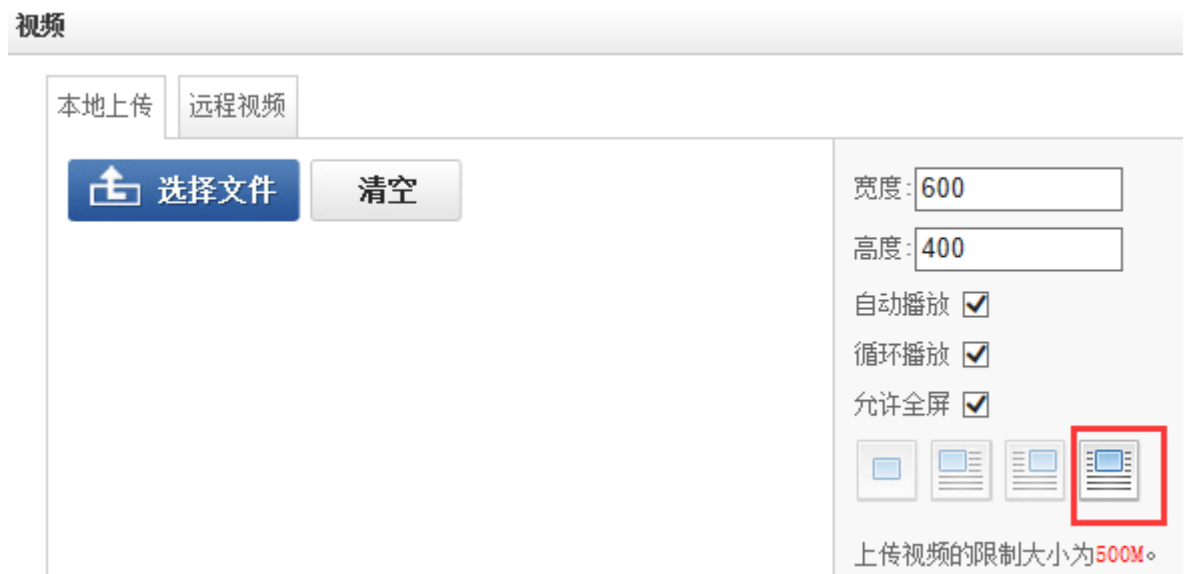 视频
本地上传
远程视频
选择文件
清空
宽度:600
高度:400
自动播放
循环播放
允许全屏
上传视频的限制大小为500M。